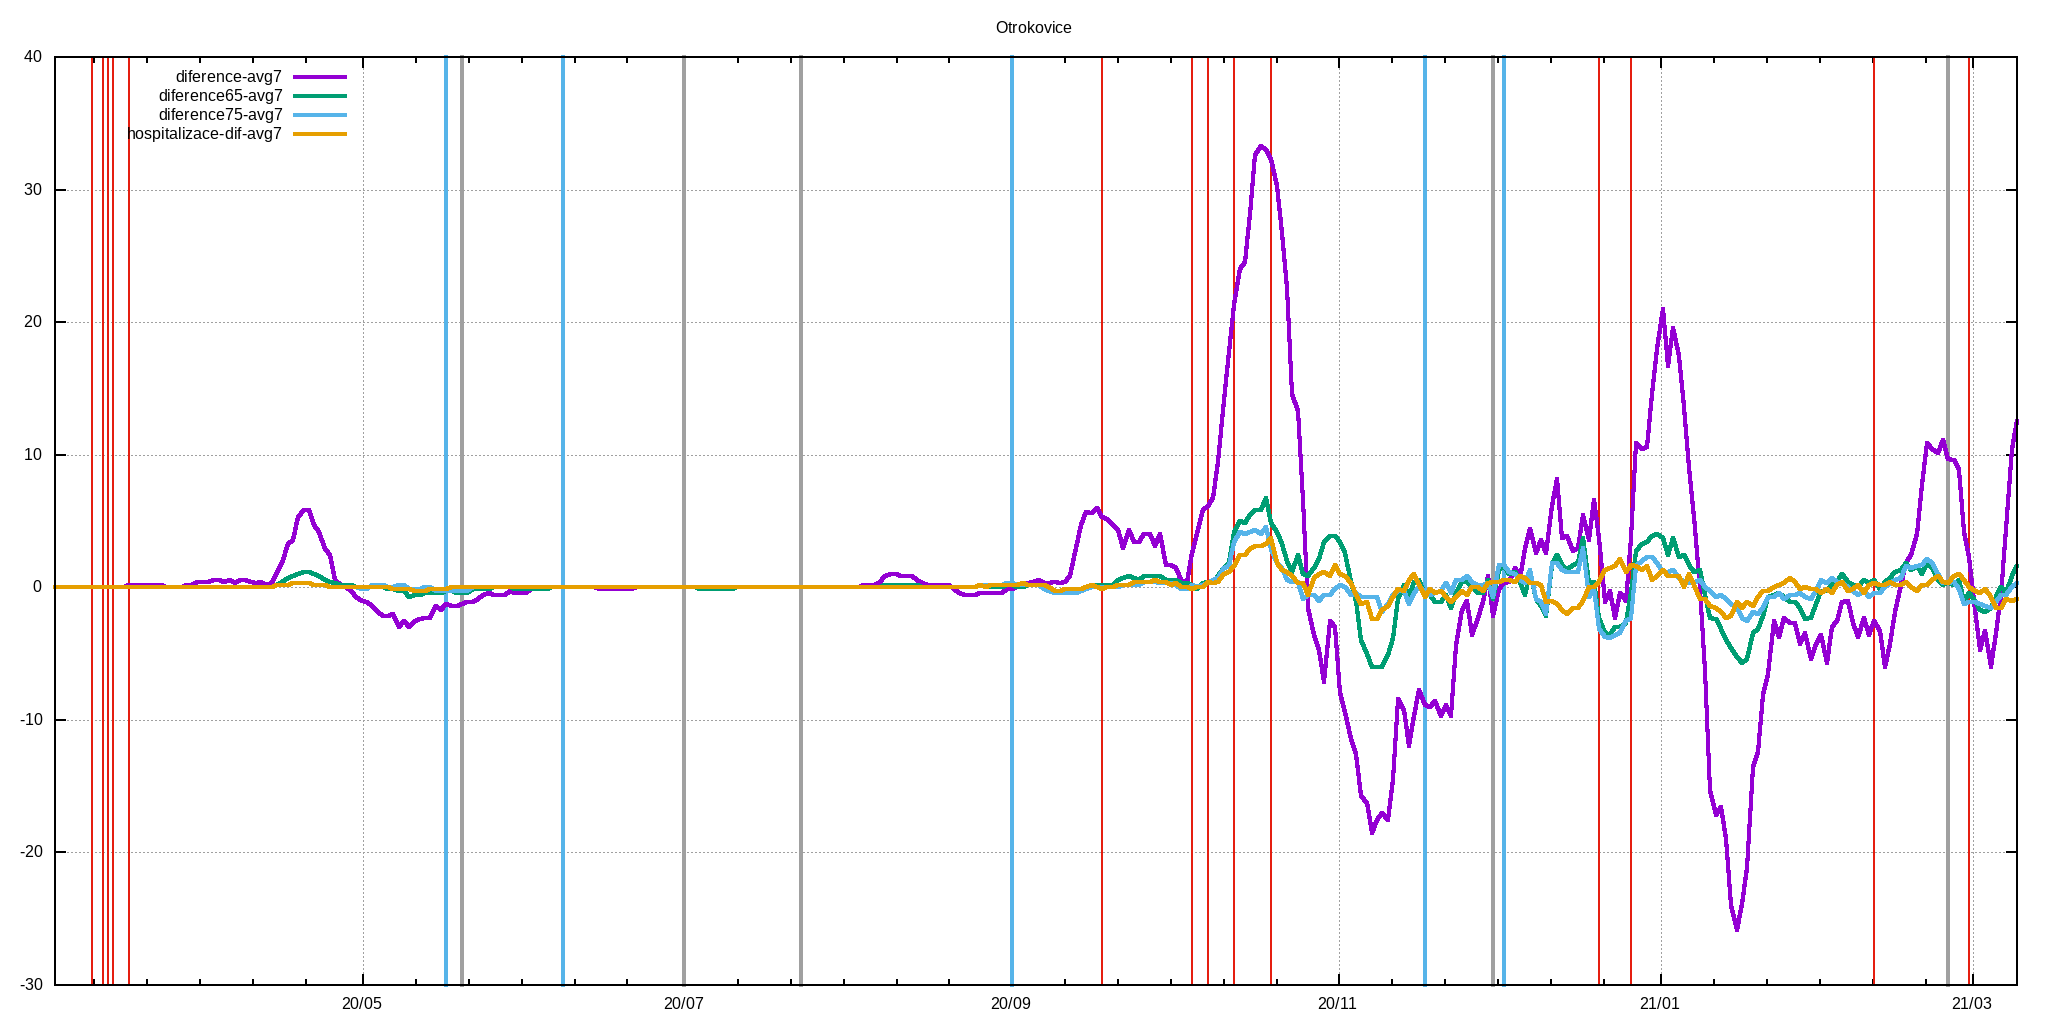 Otrokovice
40
diference-avg7
diference65-avg7
diference75-avg7
hospitalizace-dif-avg7
30
20
10
0
-10
-20
-30
20/05 20/07 20/09 20/11 21/01 21/03